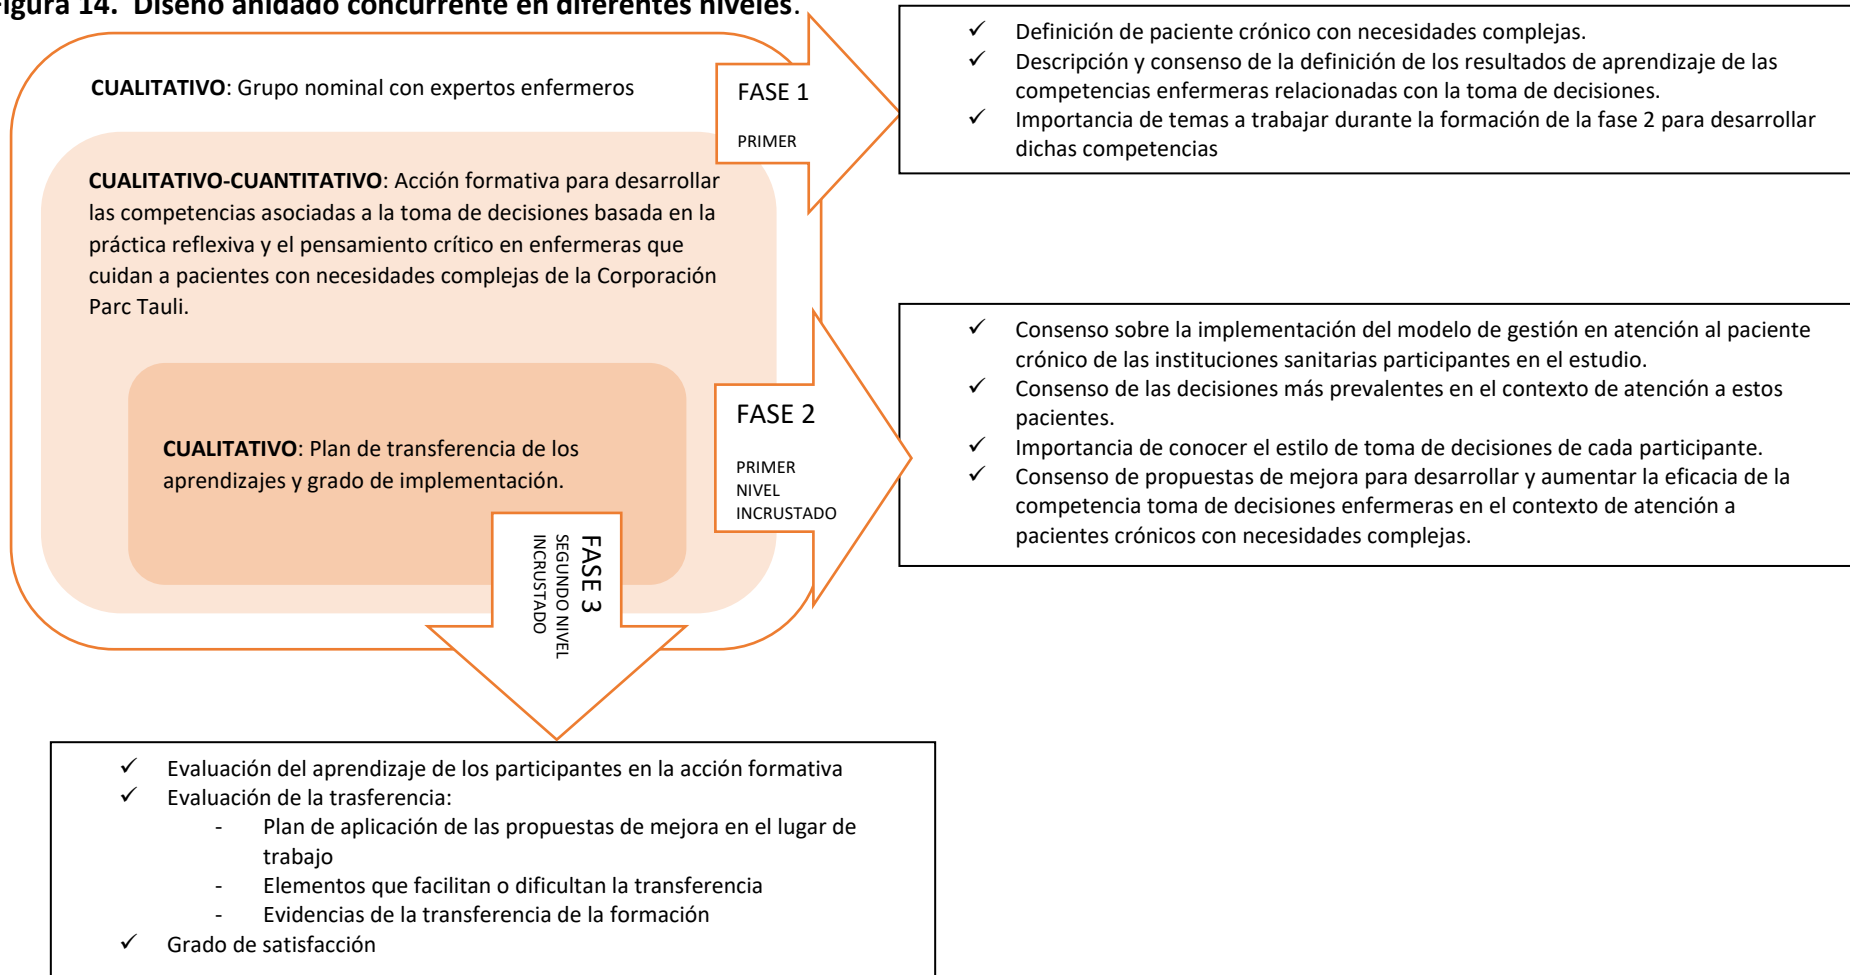 Figura 14. Diseño anidado concurrente en diferentes niveles.
CUALITATIVO: Grupo nominal con expertos enfermeros
FASE 1
PRIMER
✓ Definición de paciente crónico con necesidades complejas.
✓ Descripción y consenso de la definición de los resultados de aprendizaje de las
competencias enfermeras relacionadas con la toma de decisiones.
✓ Importancia de temas a trabajar durante la formación de la fase 2 para desarrollar
dichas competencias
CUALITATIVO-CUANTITATIVO: Acción formativa para desarrollar
las competencias asociadas a la toma de decisiones basada en la
práctica reflexiva y el pensamiento crítico en enfermeras que
cuidan a pacientes con necesidades complejas de la Corporación
Parc Tauli.
FASE 2
PRIMER
NIVEL
INCRUSTADO
✓ Consenso sobre la implementación del modelo de gestión en atención al paciente
crónico de las instituciones sanitarias participantes en el estudio.
✓ Consenso de las decisiones más prevalentes en el contexto de atención a estos
pacientes.
✓ Importancia de conocer el estilo de toma de decisiones de cada participante.
✓ Consenso de propuestas de mejora para desarrollar y aumentar la eficacia de la
competencia toma de decisiones enfermeras en el contexto de atención a
pacientes crónicos con necesidades complejas.
CUALITATIVO: Plan de transferencia de los
aprendizajes y grado de implementación.
FASE 3
SEGUNDO NIVEL
INCRUSTADO
✓ Evaluación del aprendizaje de los participantes en la acción formativa
✓ Evaluación de la trasferencia:
- Plan de aplicación de las propuestas de mejora en el lugar de
trabajo
- Elementos que facilitan o dificultan la transferencia
- Evidencias de la transferencia de la formación
✓ Grado de satisfacción